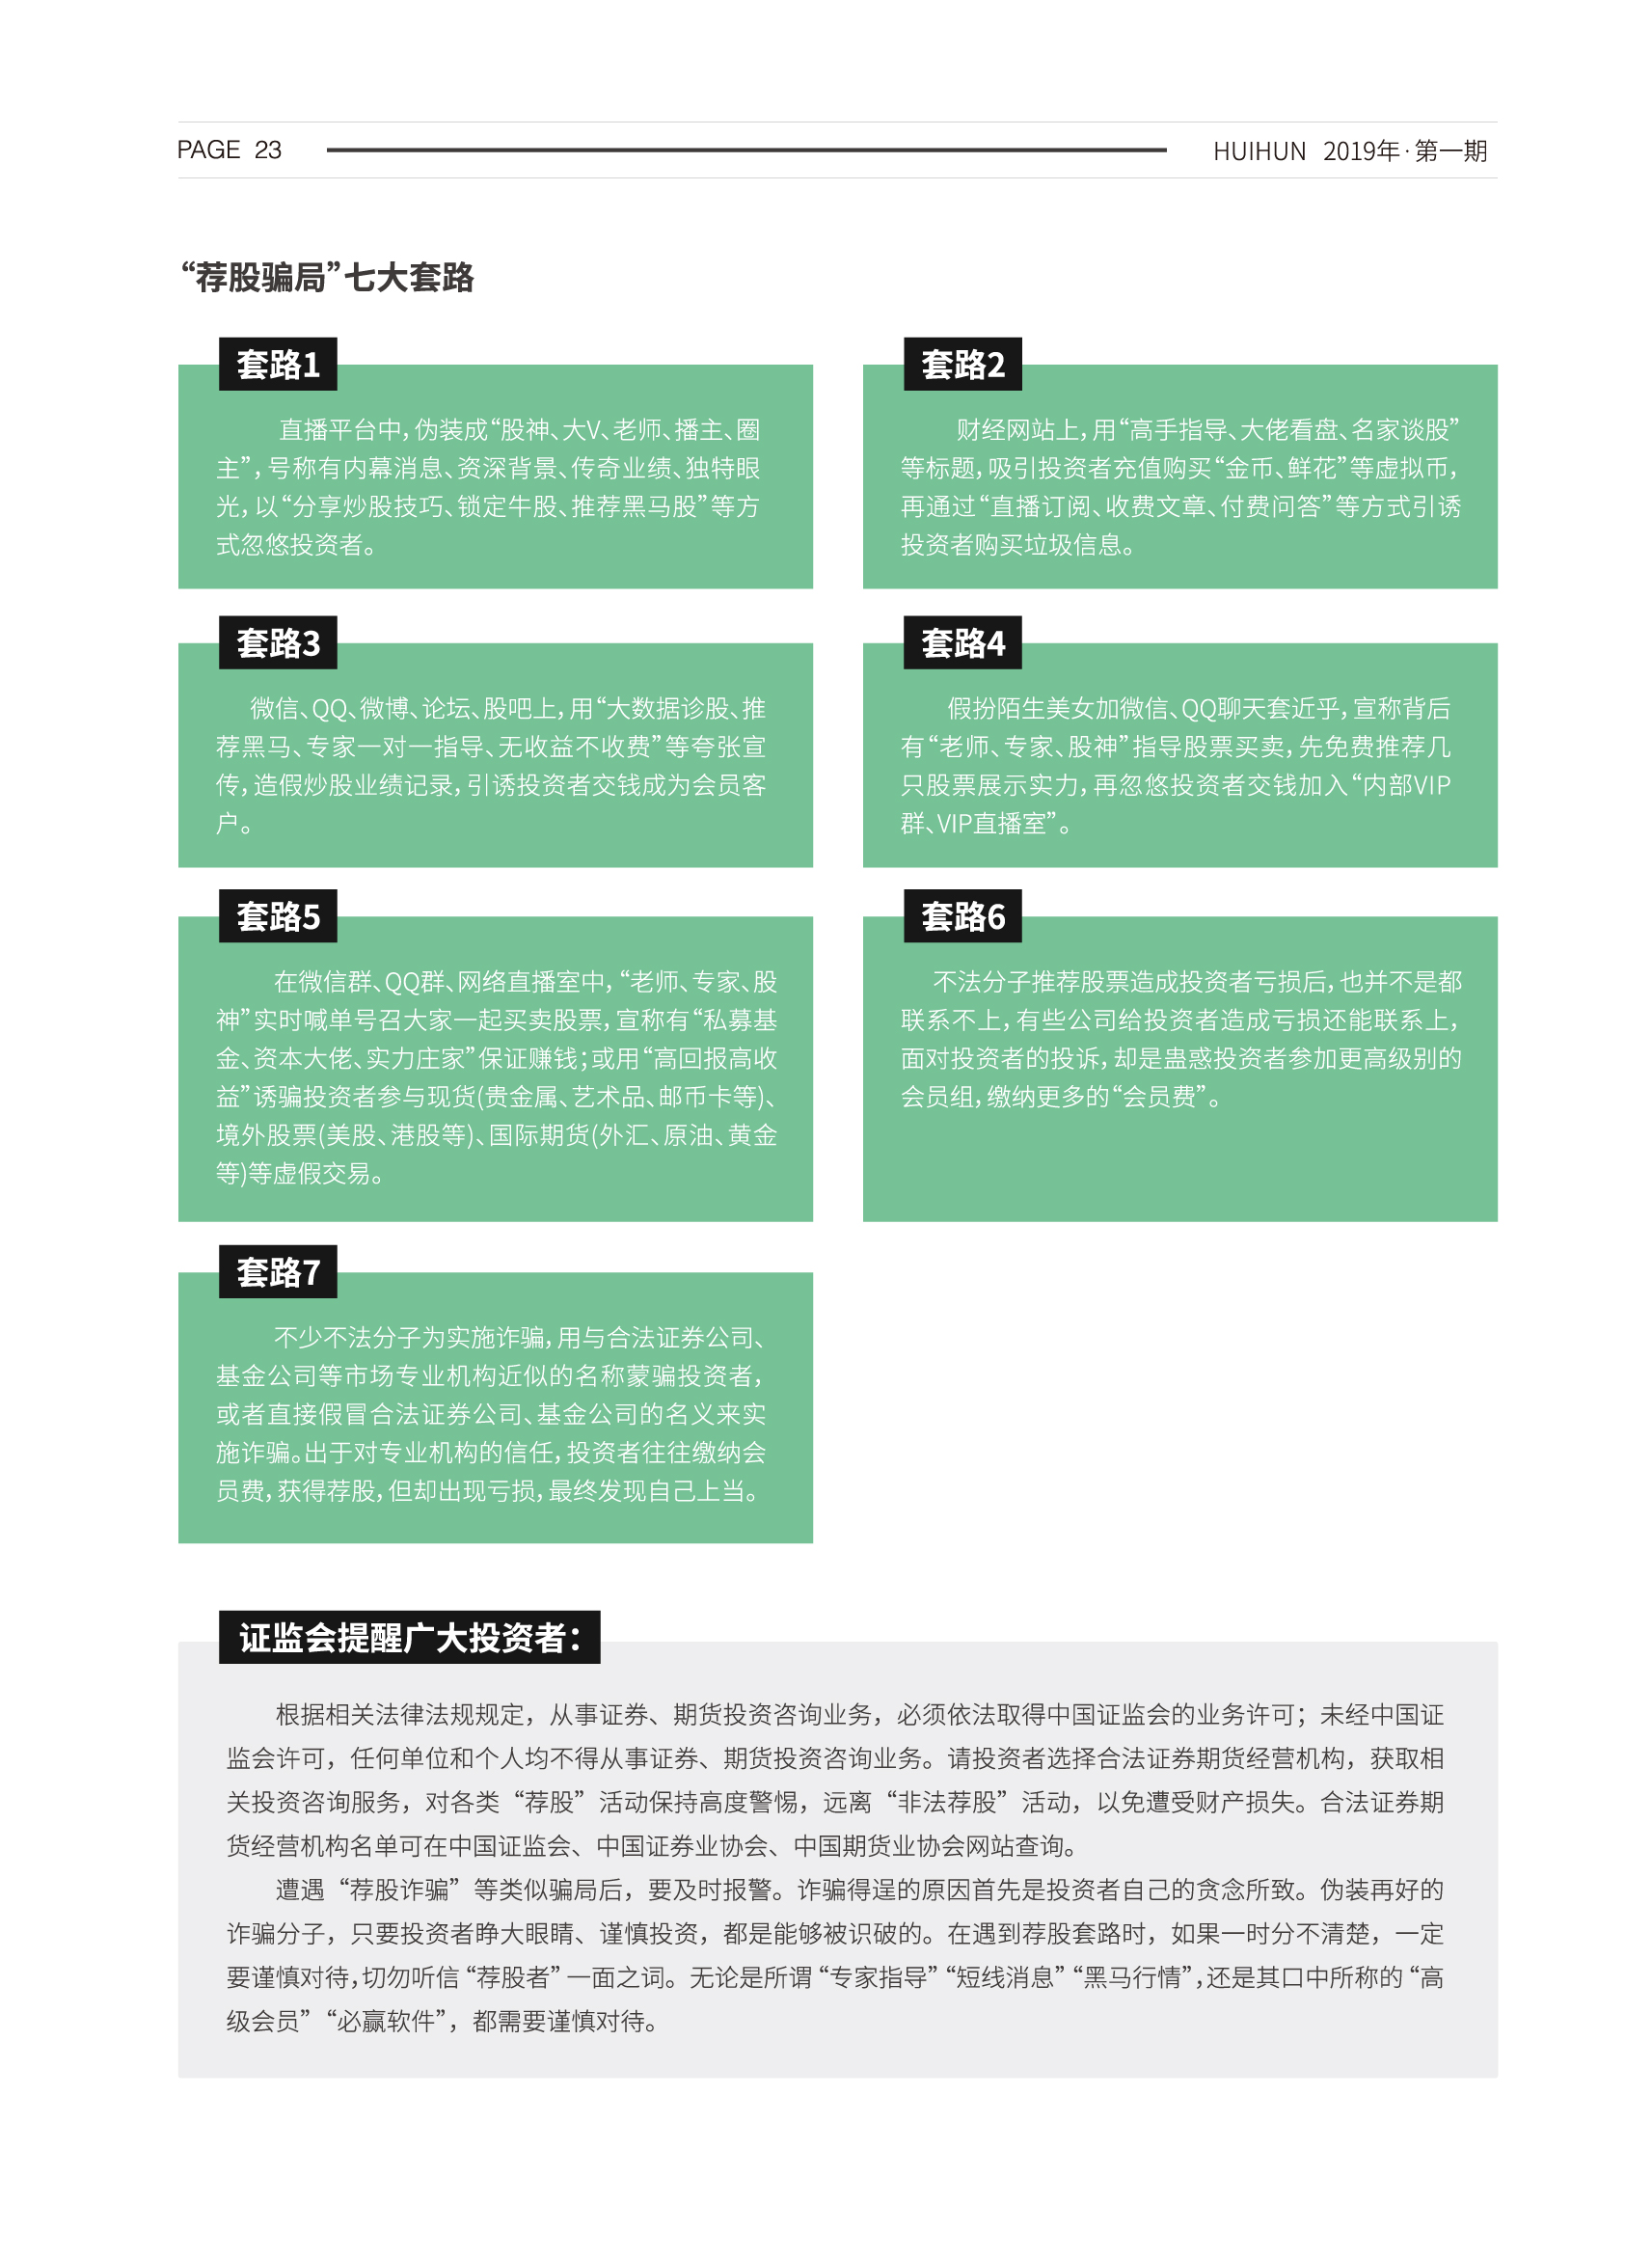 PAGE 23
HUIHUN 2019年·第一期
“荐股骗局”七大套路
套路1
直播平台中，伪装成“股神、大V、老师、播主、圈
主”，号称有内幕消息、资深背景、传奇业绩、独特眼
光，以“分享炒股技巧、锁定牛股、推荐黑马股”等方
式忽悠投资者。
套路2
财经网站上，用“高手指导、大佬看盘、名家谈股”
等标题，吸引投资者充值购买“金币、鲜花”等虚拟币，
再通过“直播订阅、收费文章、付费问答”等方式引诱
投资者购买垃圾信息。
套路3
微信、QQ、微博、论坛、股吧上，用“大数据诊股、推
荐黑马、专家一对一指导、无收益不收费”等夸张宣
传，造假炒股业绩记录，引诱投资者交钱成为会员客
户。
套路4
假扮陌生美女加微信、QQ聊天套近乎，宣称背后
有“老师、专家、股神”指导股票买卖，先免费推荐几
只股票展示实力，再忽悠投资者交钱加入“内部VIP
群、VIP直播室”。
套路5
在微信群、QQ群、网络直播室中，“老师、专家、股
神”实时喊单号召大家一起买卖股票，宣称有“私募基
金、资本大佬、实力庄家”保证赚钱；或用“高回报高收
益”诱骗投资者参与现货(贵金属、艺术品、邮币卡等)、
境外股票(美股、港股等)、国际期货(外汇、原油、黄金
等)等虚假交易。
套路6
不法分子推荐股票造成投资者亏损后，也并不是都
联系不上，有些公司给投资者造成亏损还能联系上，
面对投资者的投诉，却是蛊惑投资者参加更高级别的
会员组，缴纳更多的“会员费”。
套路7
不少不法分子为实施诈骗，用与合法证券公司、
基金公司等市场专业机构近似的名称蒙骗投资者，
或者直接假冒合法证券公司、基金公司的名义来实
施诈骗。出于对专业机构的信任，投资者往往缴纳会
员费，获得荐股，但却出现亏损，最终发现自己上当。
证监会提醒广大投资者：
根据相关法律法规规定，从事证券、期货投资咨询业务，必须依法取得中国证监会的业务许可；未经中国证
监会许可，任何单位和个人均不得从事证券、期货投资咨询业务。请投资者选择合法证券期货经营机构，获取相
关投资咨询服务，对各类“荐股”活动保持高度警惕，远离“非法荐股”活动，以免遭受财产损失。合法证券期
货经营机构名单可在中国证监会、中国证券业协会、中国期货业协会网站查询。
遭遇“荐股诈骗”等类似骗局后，要及时报警。诈骗得逞的原因首先是投资者自己的贪念所致。伪装再好的
诈骗分子，只要投资者睁大眼睛、谨慎投资，都是能够被识破的。在遇到荐股套路时，如果一时分不清楚，一定
要谨慎对待，切勿听信“荐股者”一面之词。无论是所谓“专家指导”“短线消息”“黑马行情”，还是其口中所称的“高
级会员”“必赢软件”，都需要谨慎对待。